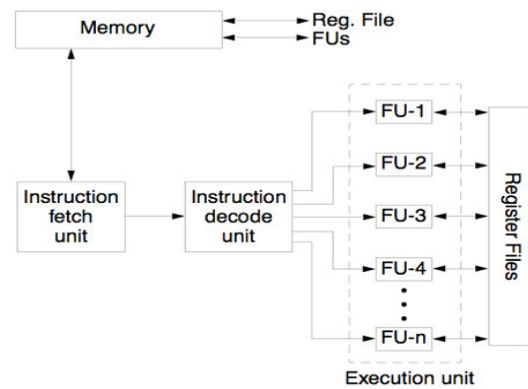 Memory
Reg. File
FUs
Instruction
fetch
unit
Instruction
decode
unit
FU-1
FU-2
FU-3
FU-4
FU-n
Register Files
Execution unit